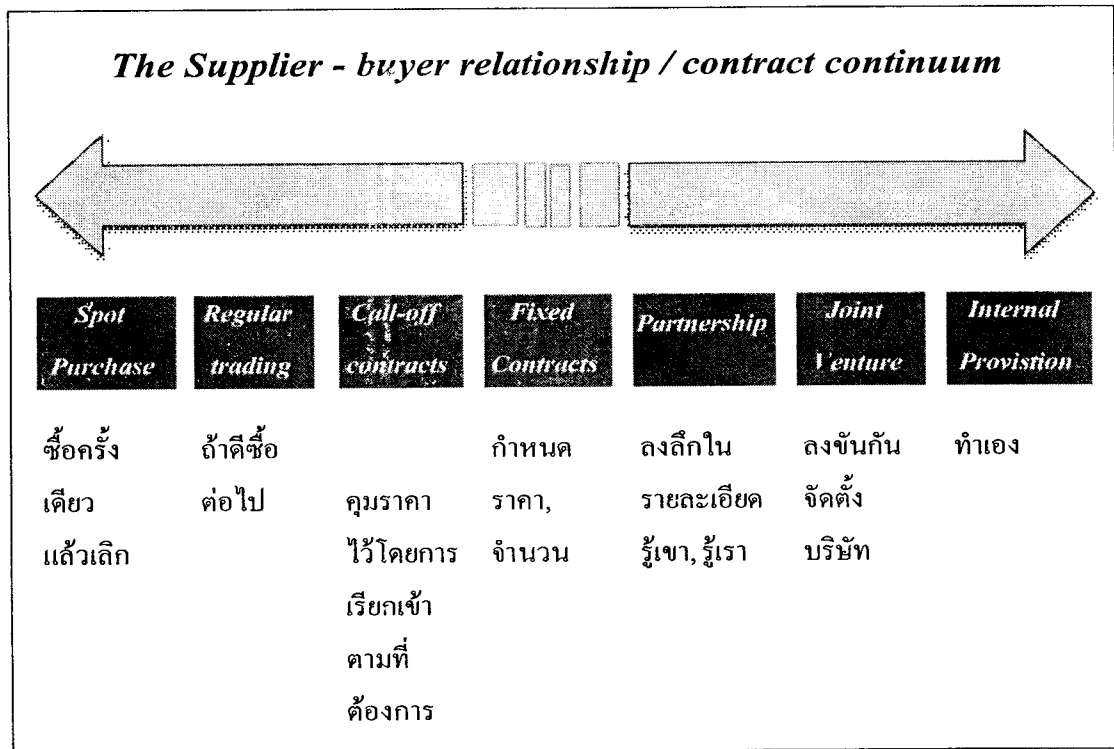 The Supplier - buyer relationship / contract continuum
Spot
Purchase
Regular
trading
Call-off
contracts
Fixed
Contracts
Partnership
Joint
Venture
Internal
Provistion
ซื้อครั้ง
เดียว
แล้วเลิก
ถ้าดีซื้อ
ต่อไป
คุมราคา
ไว้โดยการ
เรียกเข้า
ตามที่
ต้องการ
กำหนด
ราคา,
จำนวน
ลงลึกใน
รายละเอียด
รู้เขา, รู้เรา
ลงขันกัน
จัดตั้ง
บริษัท
ทำเอง